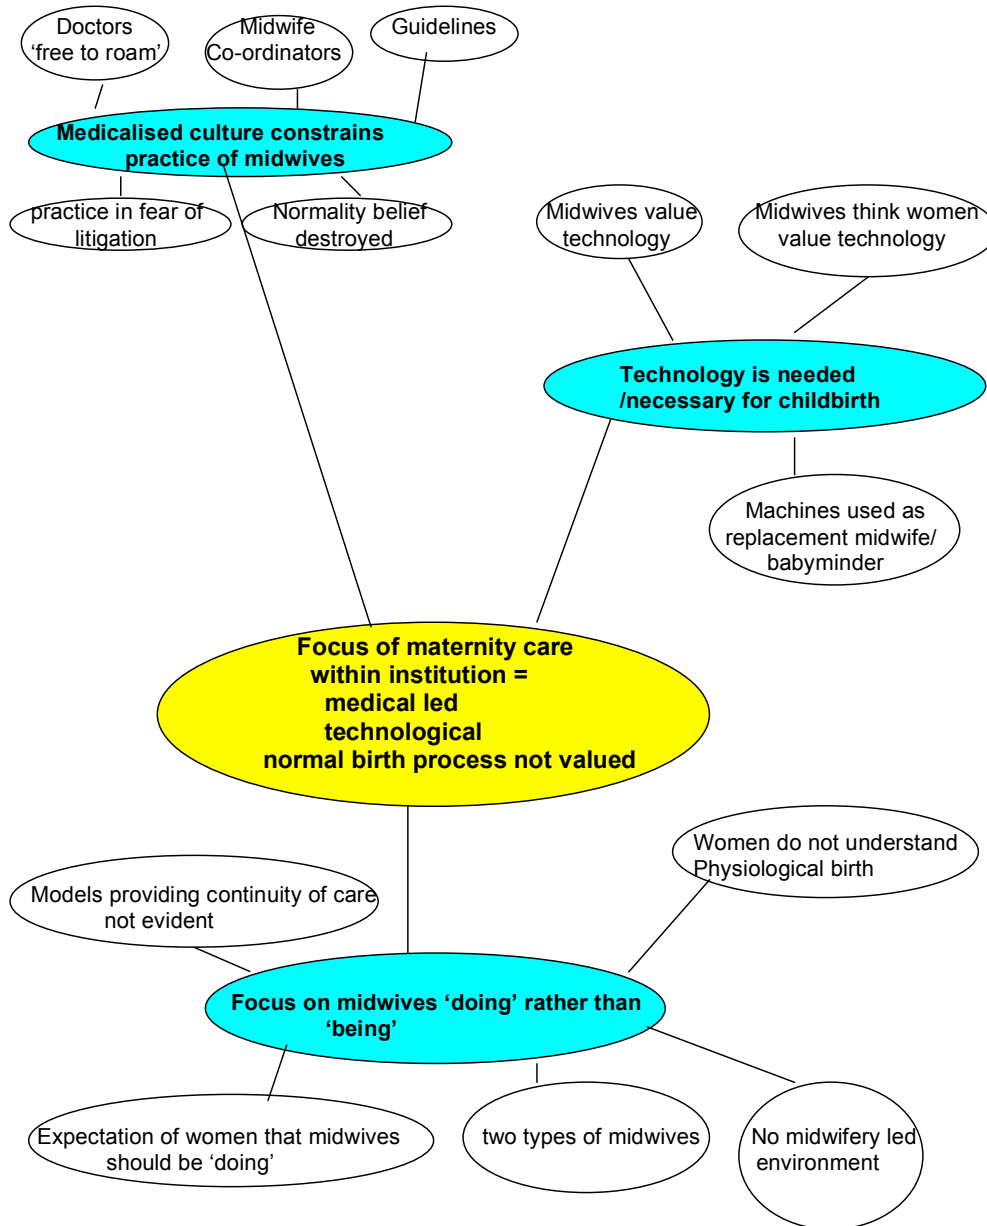 Doctors
‘free to roam’
Midwife
Co-ordinators
Guidelines
Medicalised culture constrains
practice of midwives
practice in fear of
litigation
Normality belief
destroyed
Midwives value
technology
Midwives think women
value technology
Technology is needed
/necessary for childbirth
Machines used as
replacement midwife/
babyminder
Focus of maternity care
within institution =
medical led
technological
normal birth process not valued
Women do not understand
Physiological birth
Models providing continuity of care
not evident
Focus on midwives ‘doing’ rather than
‘being’
Expectation of women that midwives
should be ‘doing’
two types of midwives
No midwifery led
environment